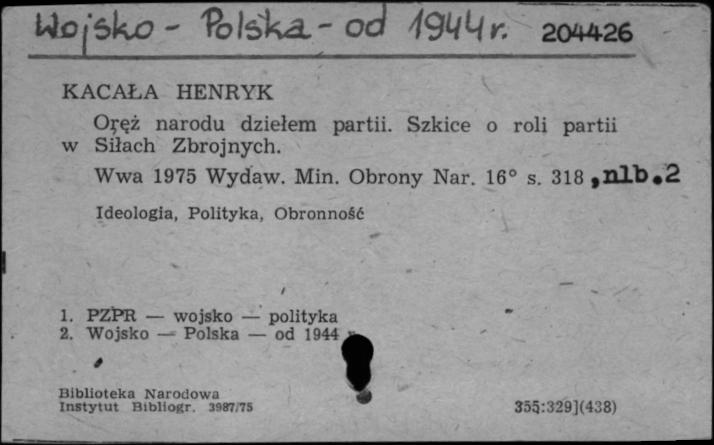 Wojsko - Polska - od 1944 r. 204426
KACAŁA HENRYK
Oręż narodu dziełem partii. Szkice o roli partii
w Siłach Zbrojnych.
Wwa 1975 Wydaw. Min. Obrony Nar. 16° s. 318 ,nlb.2
Ideologia, Polityka, Obronność
1. PZPR — wojsko — polityka
2. Wojsko — Polska — od 1944 r.
Biblioteka Narodowa
Instytut Bibliogr. 3987/75
355:329](438)